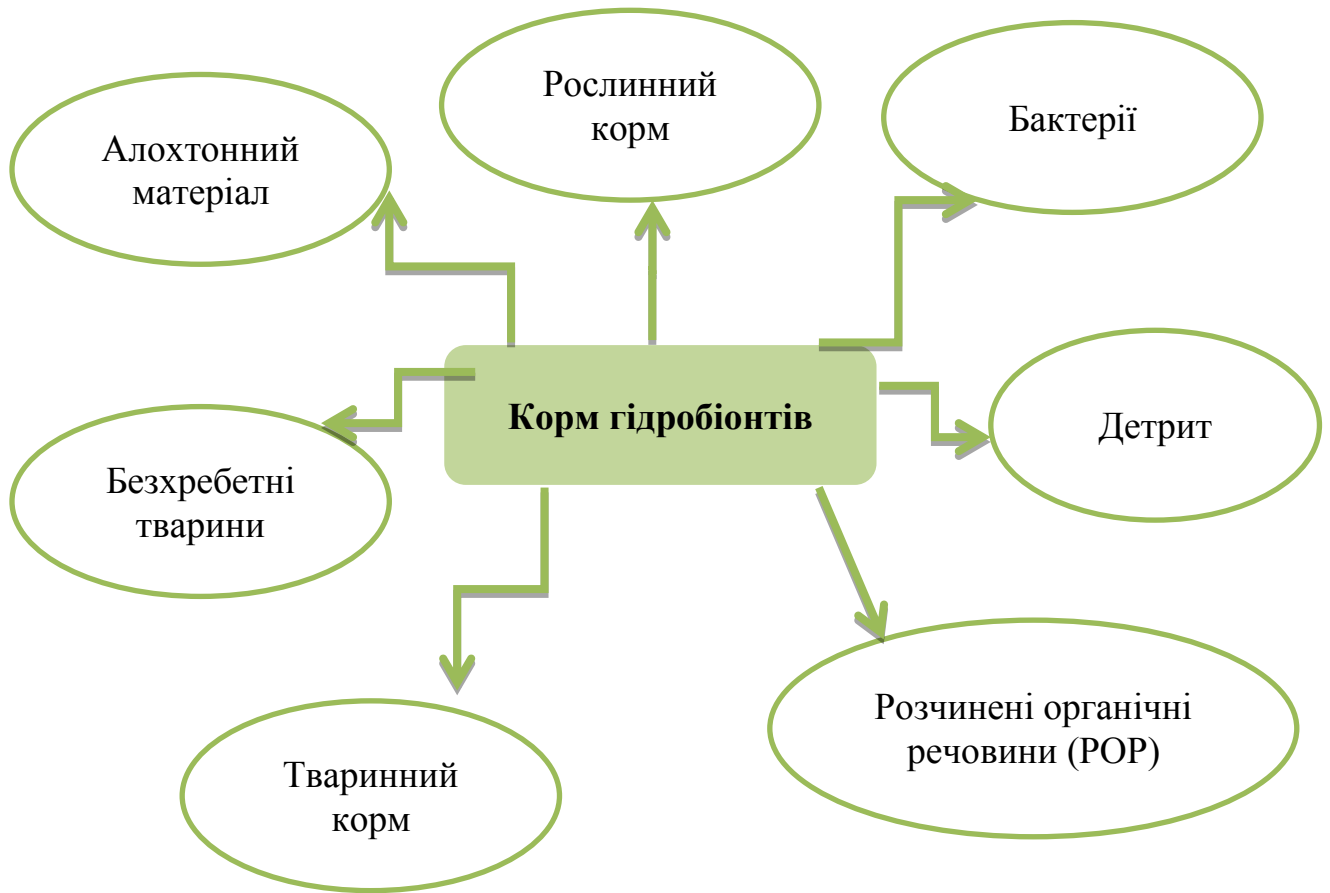 Рослинний
корм
Бактерії
Алохтонний
матеріал
Корм гідробіонтів
Детрит
Безхребетні
тварини
Розчинені органічні
речовини (РОР)
Тваринний
корм